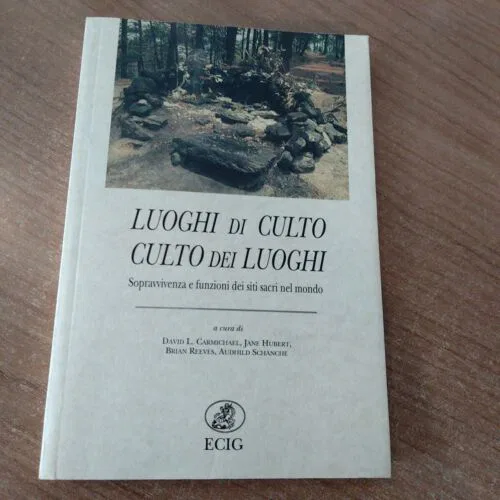 LUOGHI DI CULTO
CULTO DEI LUOGHI
Sopravvivenza e funzioni dei siti sacri nel mondo
a cura di
DAVID L. CARMICHAEL, JANE HUBERT,
BRIAN REEVES, AUDHILD SCHANCHE
ECIG